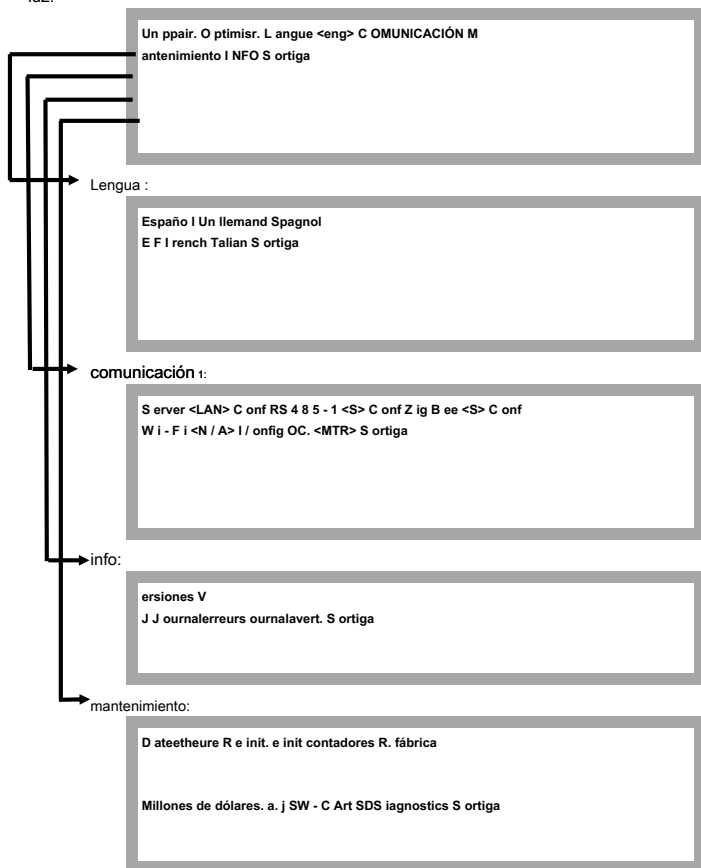 Un ppair. O ptimisr. L angue <eng> C OMUNICACIÓN M
antenimiento I NFO S ortiga
Lengua :
Españo l Un llemand Spagnol
E F I rench Talian S ortiga
comunicación 1:
S erver <LAN> C onf RS 4 8 5 - 1 <S> C onf Z ig B ee <S> C onf
W i - F i <N / A> I / onfig OC. <MTR> S ortiga
info:
ersiones V
J J ournalerreurs ournalavert. S ortiga
mantenimiento:
D ateetheure R e init. e init contadores R. fábrica
Millones de dólares. a. j SW - C Art SDS iagnostics S ortiga